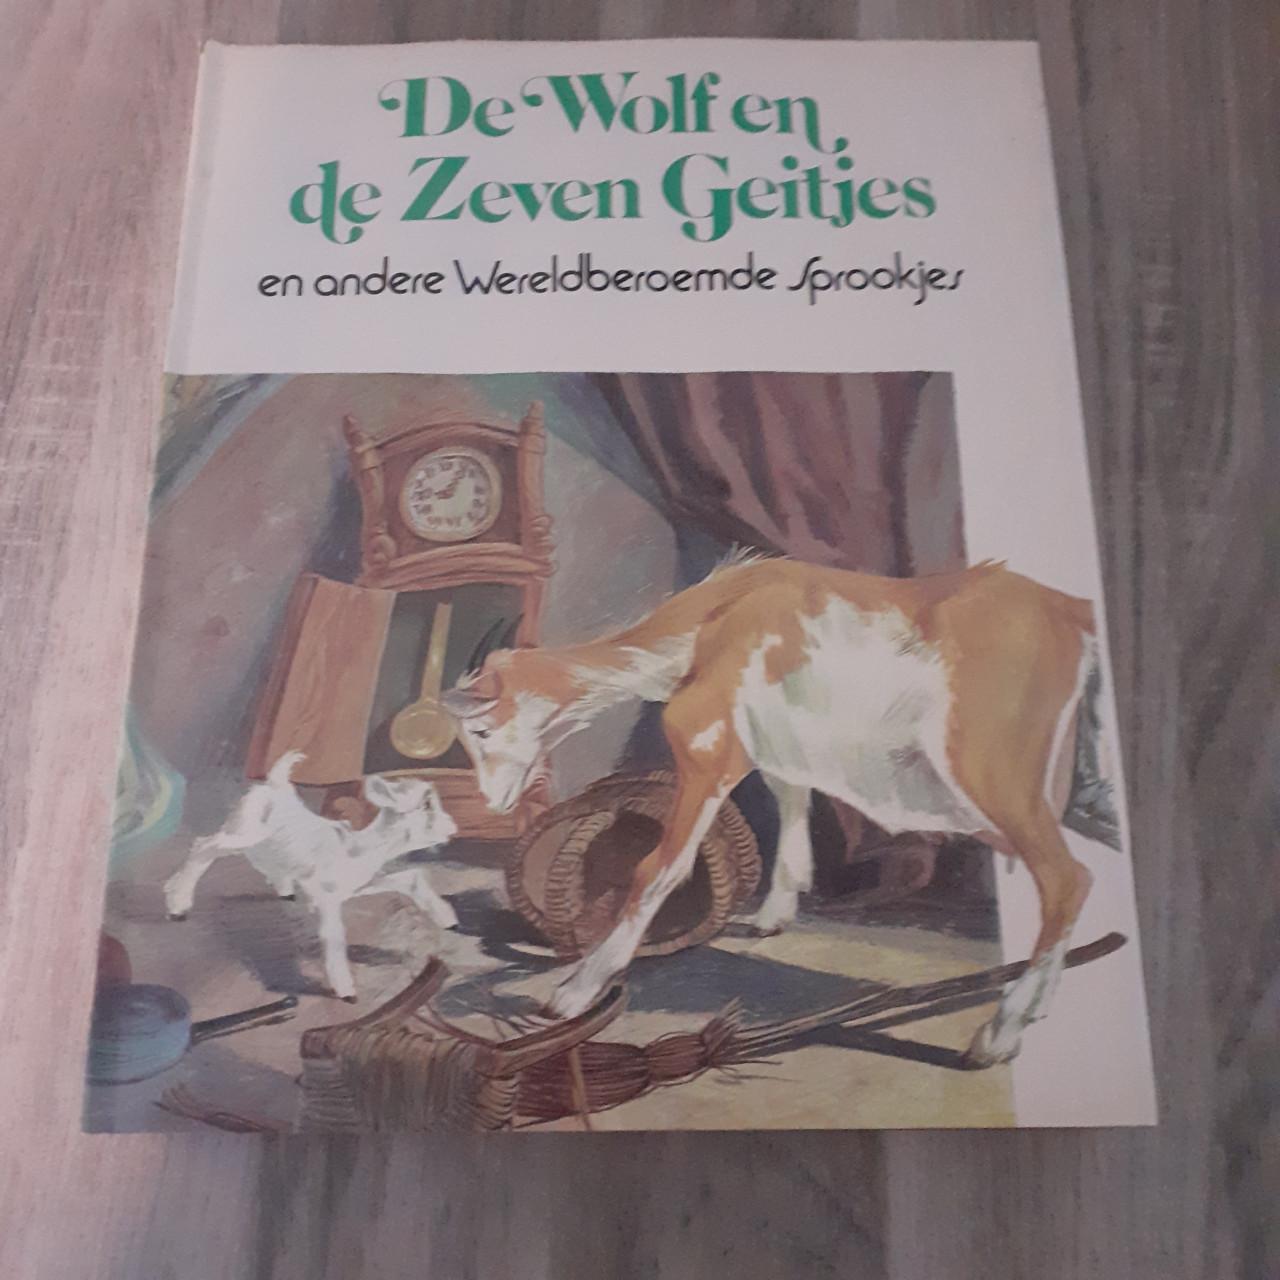 De Wolf en
de Zeven Geitjes
en andere Wereldberoemde Sprookjes